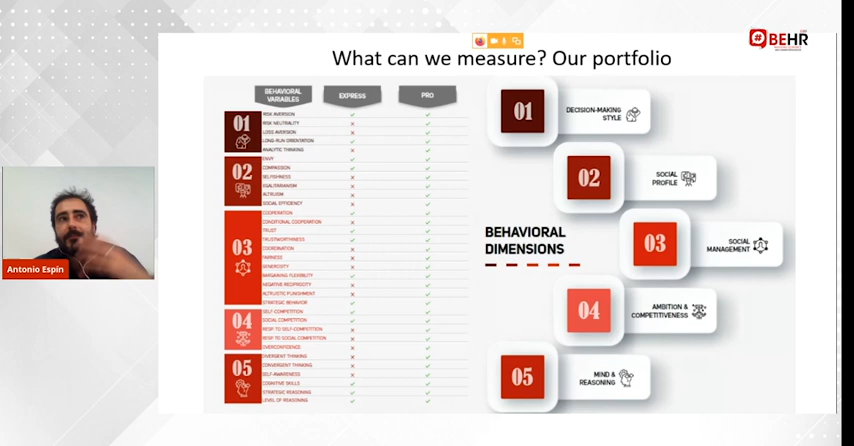 #BEHR
What can we measure? Our portfolio
BEHAVIORAL
VARIABLES
EXPRESS
PRO
01
RISK AVERSION
RISK NEUTRALITY
LOSS AVERSION
LONG-RUN ORIENTATION
ANALYTIC THINKING
02
ENVY
COMPASSION
SELFISHNESS
EGALITARIANISM
ALTRUISM
SOCIAL EFFICIENCY
03
COOPERATION
CONDITIONAL COOPERATION
TRUST
TRUSTWORTHINESS
COORDINATION
FAIRNESS
GENEROSITY
BARGAINING FLEXIBILITY
NEGATIVE RECIPROCITY
ALTRUISTIC PUNISHMENT
STRATEGIC BEHAVIOR
04
SELF-COMPETITION
SOCIAL COMPETITION
RESP. TO SELF-COMPETITION
RESP. TO SOCIAL COMPETITION
OVERCONFIDENCE
05
DIVERGENT THINKING
CONVERGENT THINKING
SELF-AWARENESS
COGNITIVE SKILLS
STRATEGIC REASONING
LEVEL OF REASONING
BEHAVIORAL
DIMENSIONS
01
DECISION-MAKING
STYLE
02
SOCIAL
PROFILE
03
SOCIAL
MANAGEMENT
04
AMBITION &
COMPETITIVENESS
05
MIND &
REASONING
Antonio Espín